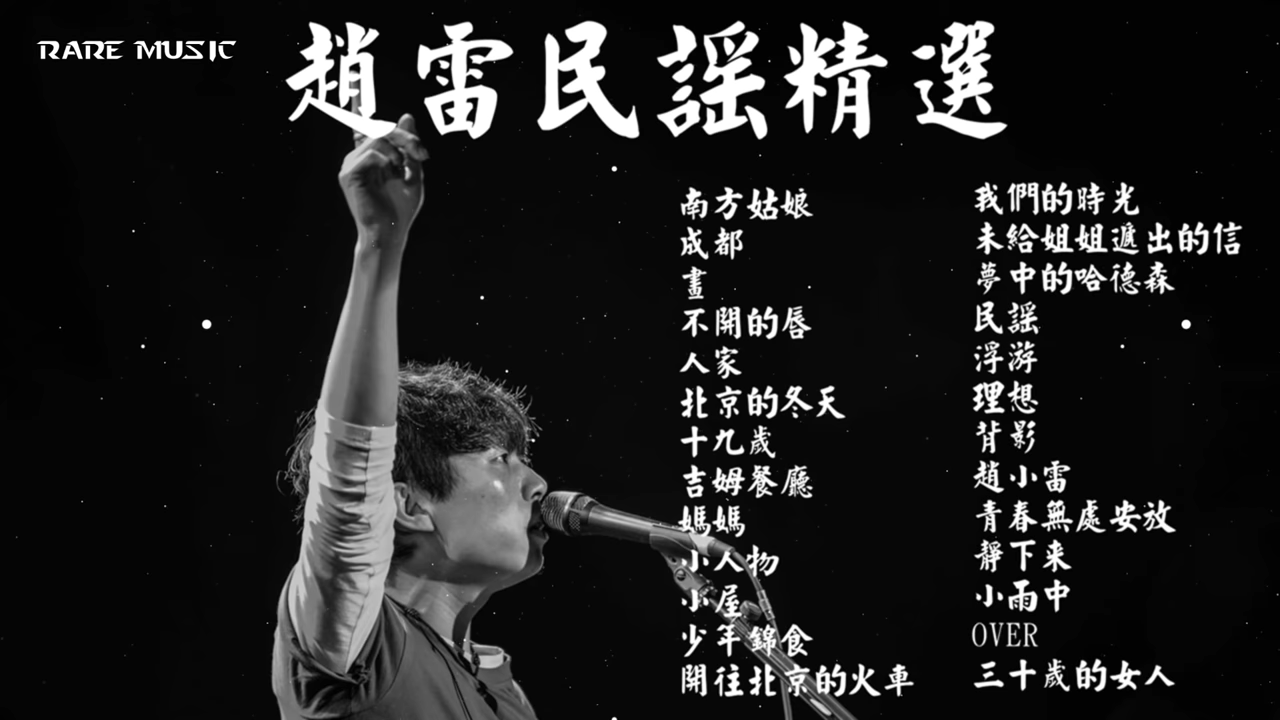 RARE MUSIC
趙雷民謡精選
南方姑娘
成都
畫
不開的唇
人家
北京的冬天
十九歲
吉姆餐廳
媽媽
小人物
小屋
少年錦食
開往北京的火車
我們的時光
未給姐姐遞出的信
夢中的哈德森
民謡
浮游
理想
背影
趙小雷
青春無處安放
靜下来
小雨中
OVER
三十歲的女人